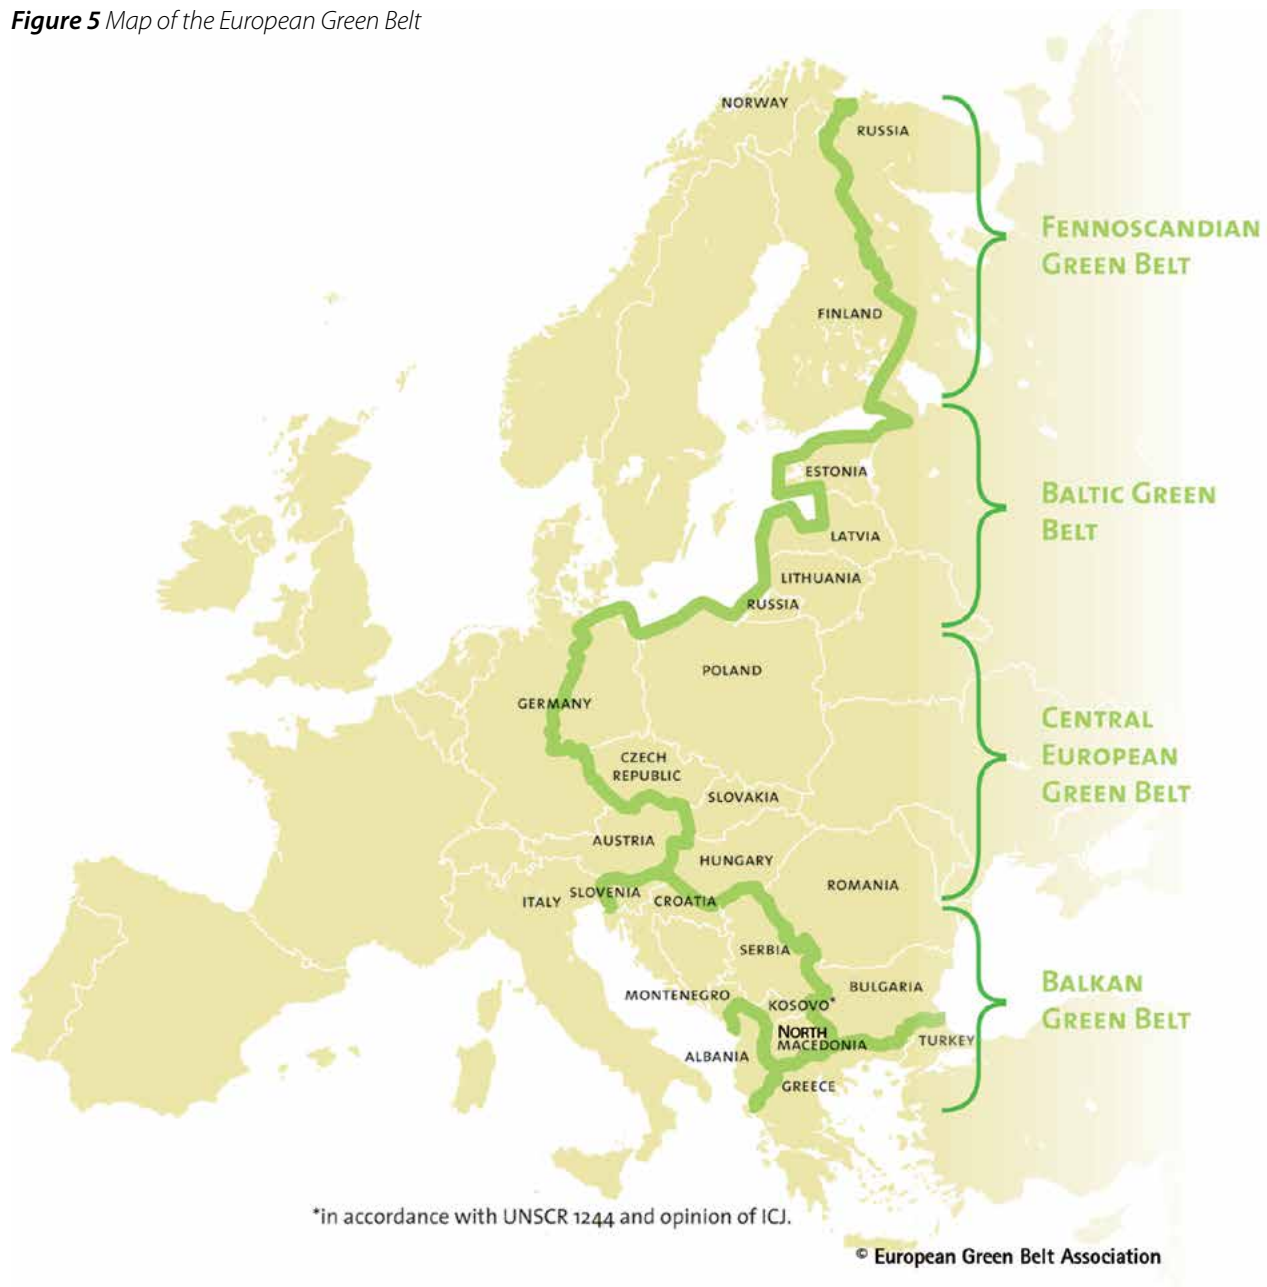 Figure 5 Map of the European Green Belt
NORWAY
RUSSIA
FENNOSCANDIAN
GREEN BELT
FINLAND
ESTONIA
BALTIC GREEN
BELT
LATVIA
LITHUANIA
RUSSIA
POLAND
GERMANY
CENTRAL
EUROPEAN
GREEN BELT
CZECH
REPUBLIC
SLOVAKIA
AUSTRIA
HUNGARY
ROMANIA
SLOVENIA
ITALY
CROATIA
SERBIA
BULGARIA
MONTENEGRO
KOSOVO*
BALKAN
GREEN BELT
NORTH
MACEDONIA
TURKEY
ALBANIA
GREECE
*in accordance with UNSCR 1244 and opinion of ICJ.
© European Green Belt Association